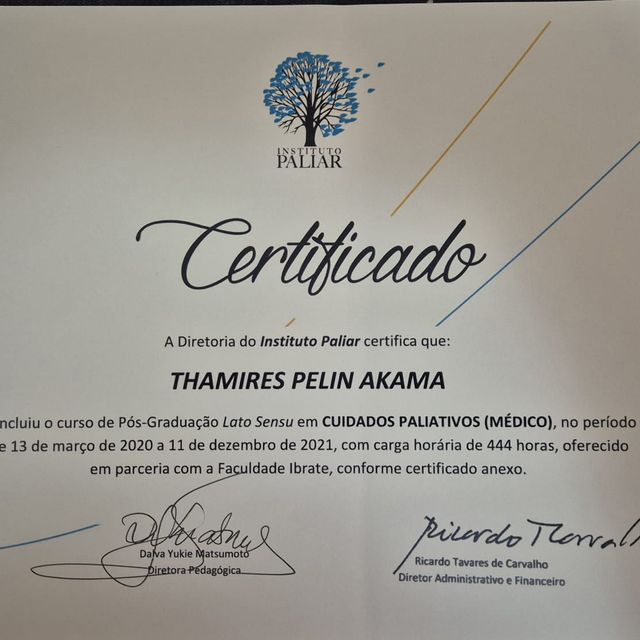 INSTITUTO
PALIAR
Certificado
A Diretoria do Instituto Paliar certifica que:
THAMIRES PELIN AKAMA
ncluiu o curso de Pós-Graduação Lato Sensu em CUIDADOS PALIATIVOS (MÉDICO), no período
e 13 de março de 2020 a 11 de dezembro de 2021, com carga horária de 444 horas, oferecido
em parceria com a Faculdade Ibrate, conforme certificado anexo.
Dalva Yukie Matsumoto
Diretora Pedagógica
Ricardo Tavares de Carvalho
Diretor Administrativo e Financeiro